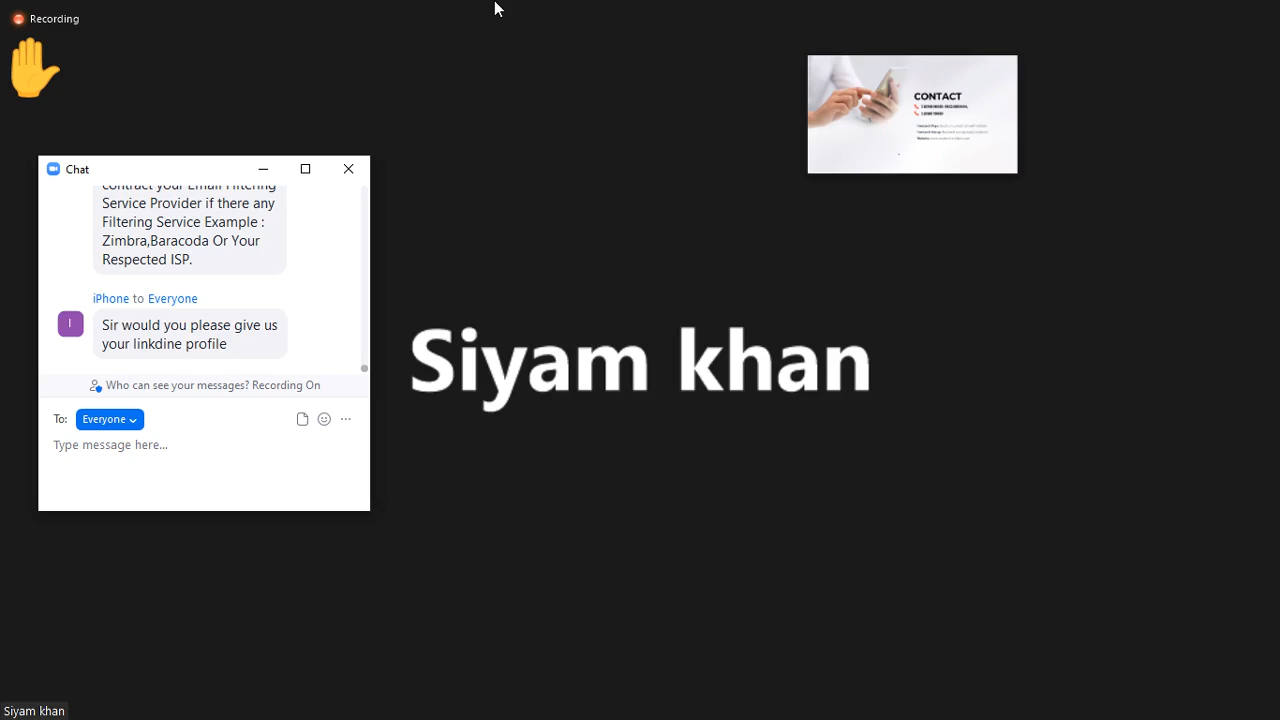 Recording
CONTACT
Chat
contract your Email Filtering
Service Provider if there any
Filtering Service Example :
Zimbra,Baracoda Or Your
Respected ISP.
iPhone to Everyone
I
Sir would you please give us
your linkdine profile
Who can see your messages? Recording On
To: Everyone
Type message here...
Siyam khan
Siyam khan